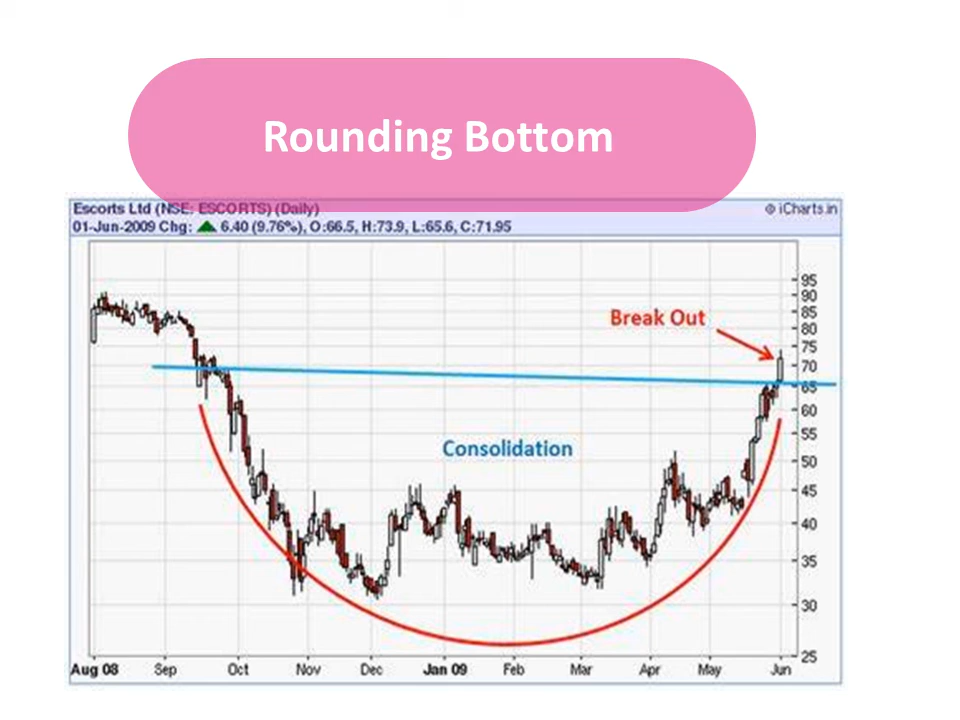 Rounding Bottom
Escorts Ltd (NSE: ESCORTS) (Daily)
© iCharts.in
01-Jun-2009 Chg: 6.40 (9.76%), O:66.5, H:73.9, L:65.6, C:71.95
95
90
85
Break Out
80
75
70
65
60
55
Consolidation
50
45
40
35
30
25
Aug 08 Sep Oct Nov Dec Jan 09 Feb Mar Apr May Jun